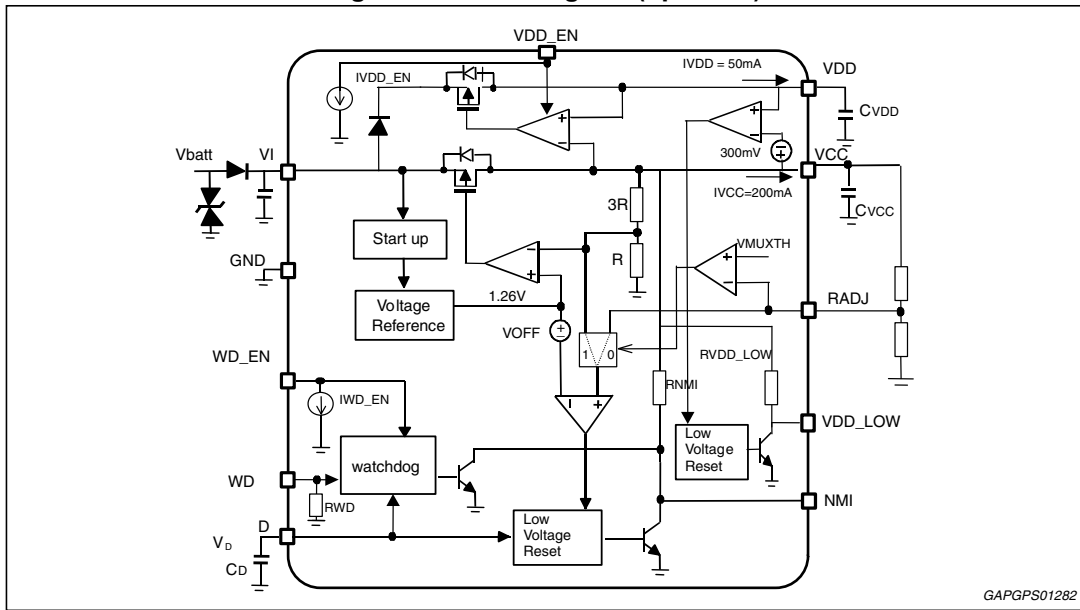 VDD_EN
IVDD_EN
IVDD = 50mA
VDD
CVDD
300mV
Vbatt
VI
VCC
IVCC=200mA
CVCC
3R
R
Start up
VMUXTH
GND
1.26V
Voltage
Reference
RADJ
VOFF
1 0
RVDD_LOW
WD_EN
IWD_EN
RNMI
VDD_LOW
Low
Voltage
Reset
watchdog
WD
RWD
NMI
D
VD
CD
Low
Voltage
Reset
GAPGPS01282